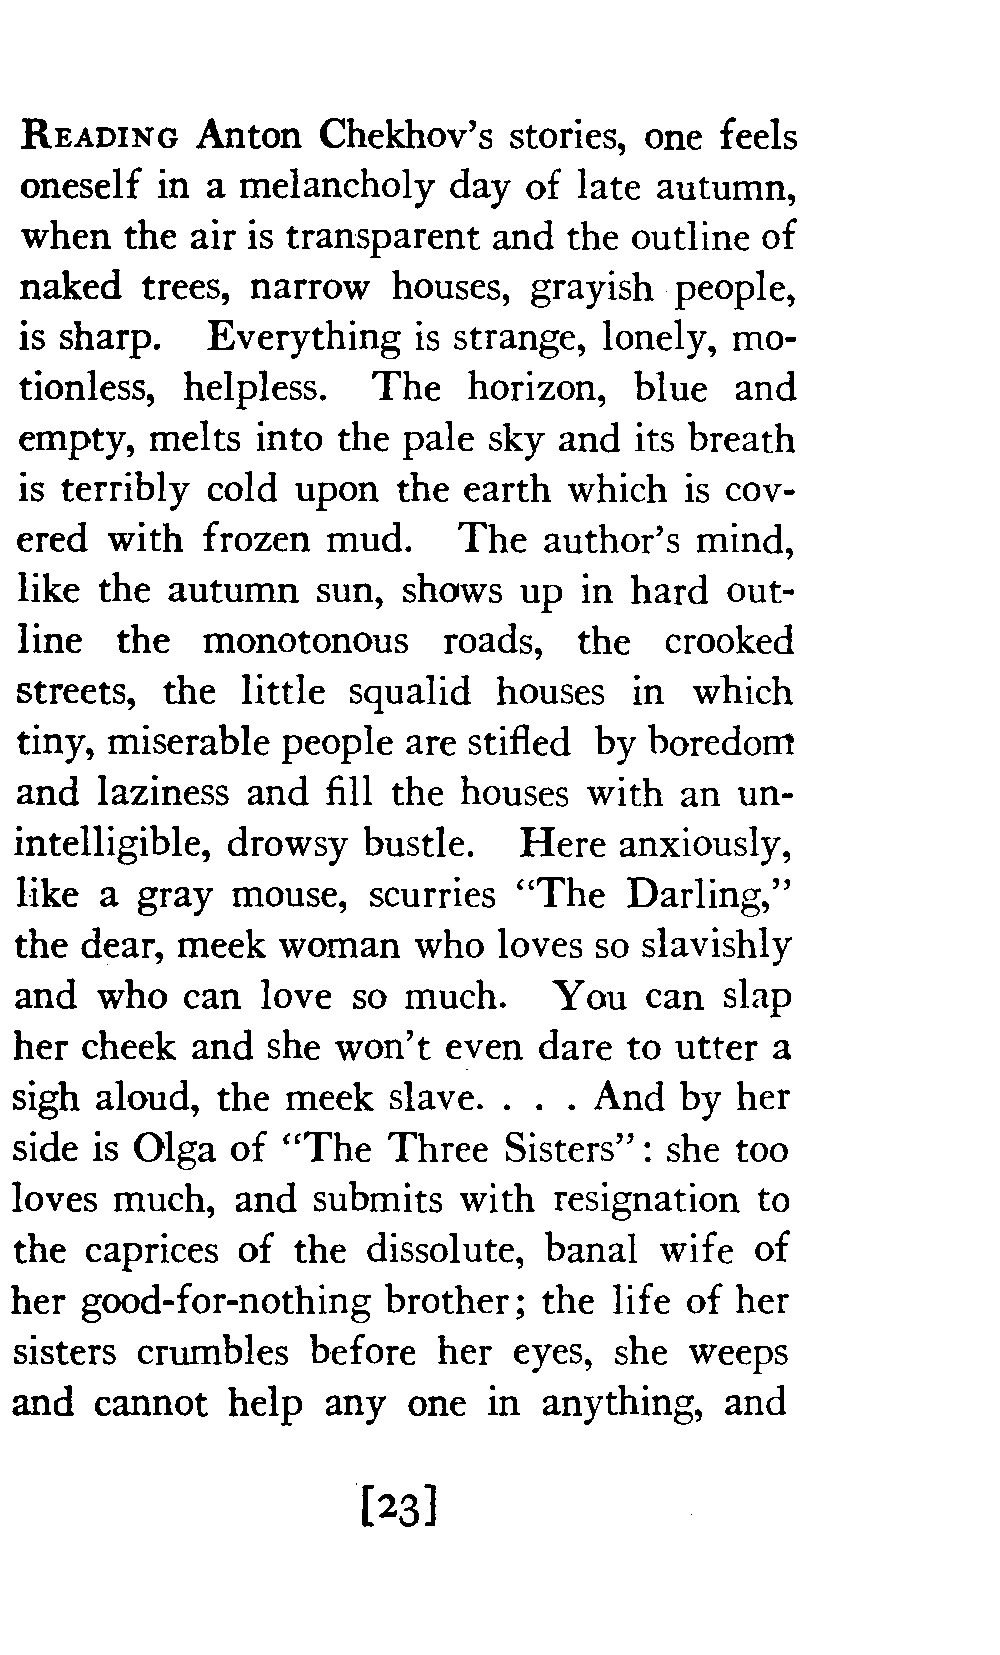 READING Anton Chekhov's stories, one feels
oneself in a melancholy day of late autumn,
when the air is transparent and the outline of
naked trees, narrow houses, grayish people,
is sharp. Everything is strange, lonely, mo-
tionless, helpless. The horizon, blue and
empty, melts into the pale sky and its breath
is terribly cold upon the earth which is cov-
ered with frozen mud. The author's mind,
like the autumn sun, shows up in hard out-
line the monotonous roads, the crooked
streets, the little squalid houses in which
tiny, miserable people are stifled by boredom
and laziness and fill the houses with an un-
intelligible, drowsy bustle. Here anxiously,
like a gray mouse, scurries "The Darling,"
the dear, meek woman who loves so slavishly
and who can love so much. You can slap
her cheek and she won't even dare to utter a
sigh aloud, the meek slave. . . . And by her
side is Olga of "The Three Sisters": she too
loves much, and submits with resignation to
the caprices of the dissolute, banal wife of
her good-for-nothing brother; the life of her
sisters crumbles before her eyes, she weeps
and cannot help any one in anything, and
[23]